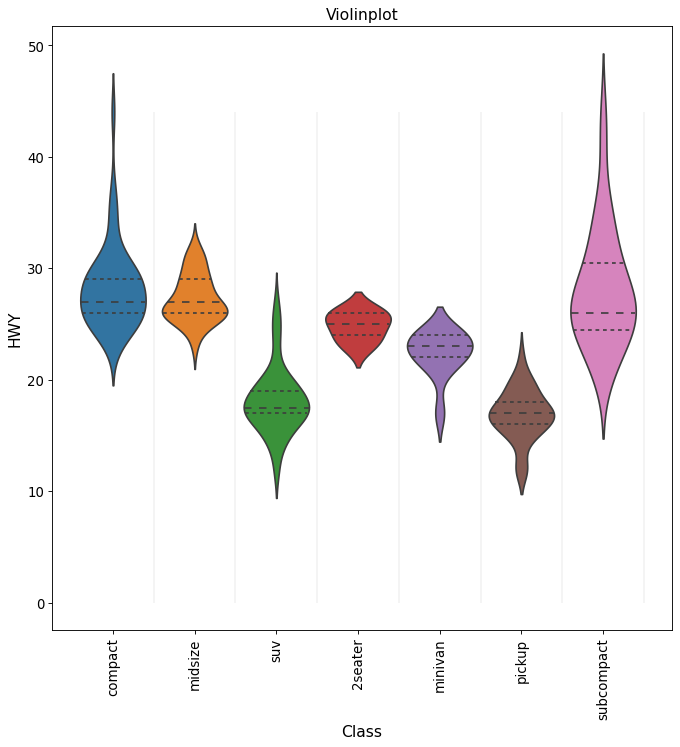 Violinplot
50
40
30
20
10
0
HWY
compact
midsize
suv
2seater
minivan
pickup
subcompact
Class